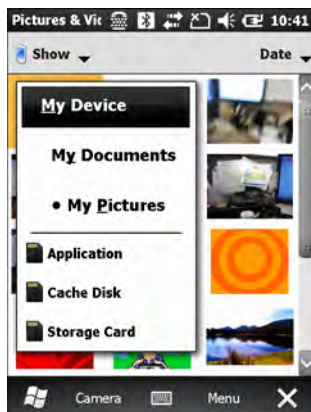 Pictures & Vic 10:41
Show Date
My Device
My Documents
• My Pictures
Application
Cache Disk
Storage Card
Camera Menu